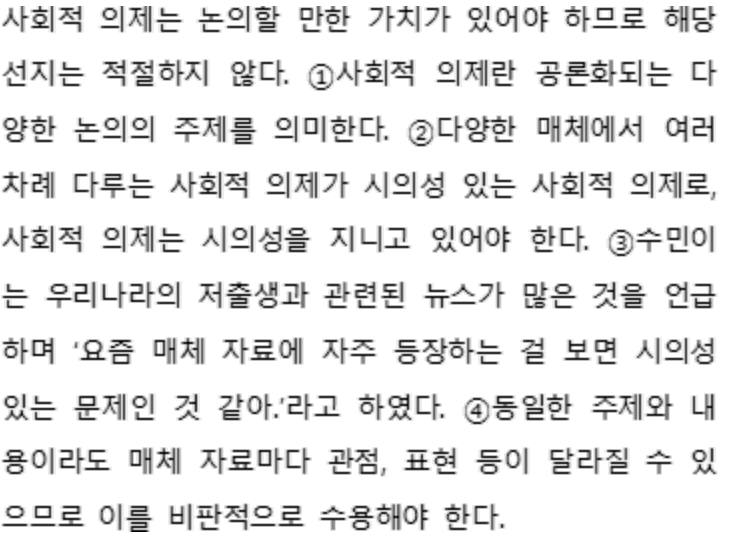 사회적 의제는 논의할 만한 가치가 있어야 하므로 해당
선지는 적절하지 않다. ①사회적 의제란 공론화되는 다
양한 논의의 주제를 의미한다. ②다양한 매체에서 여러
차례 다루는 사회적 의제가 시의성 있는 사회적 의제로,
사회적 의제는 시의성을 지니고 있어야 한다. ③수민이
는 우리나라의 저출생과 관련된 뉴스가 많은 것을 언급
하며 ‘요즘 매체 자료에 자주 등장하는 걸 보면 시의성
있는 문제인 것 같아.’라고 하였다. ④동일한 주제와 내
용이라도 매체 자료마다 관점, 표현 등이 달라질 수 있
으므로 이를 비판적으로 수용해야 한다.